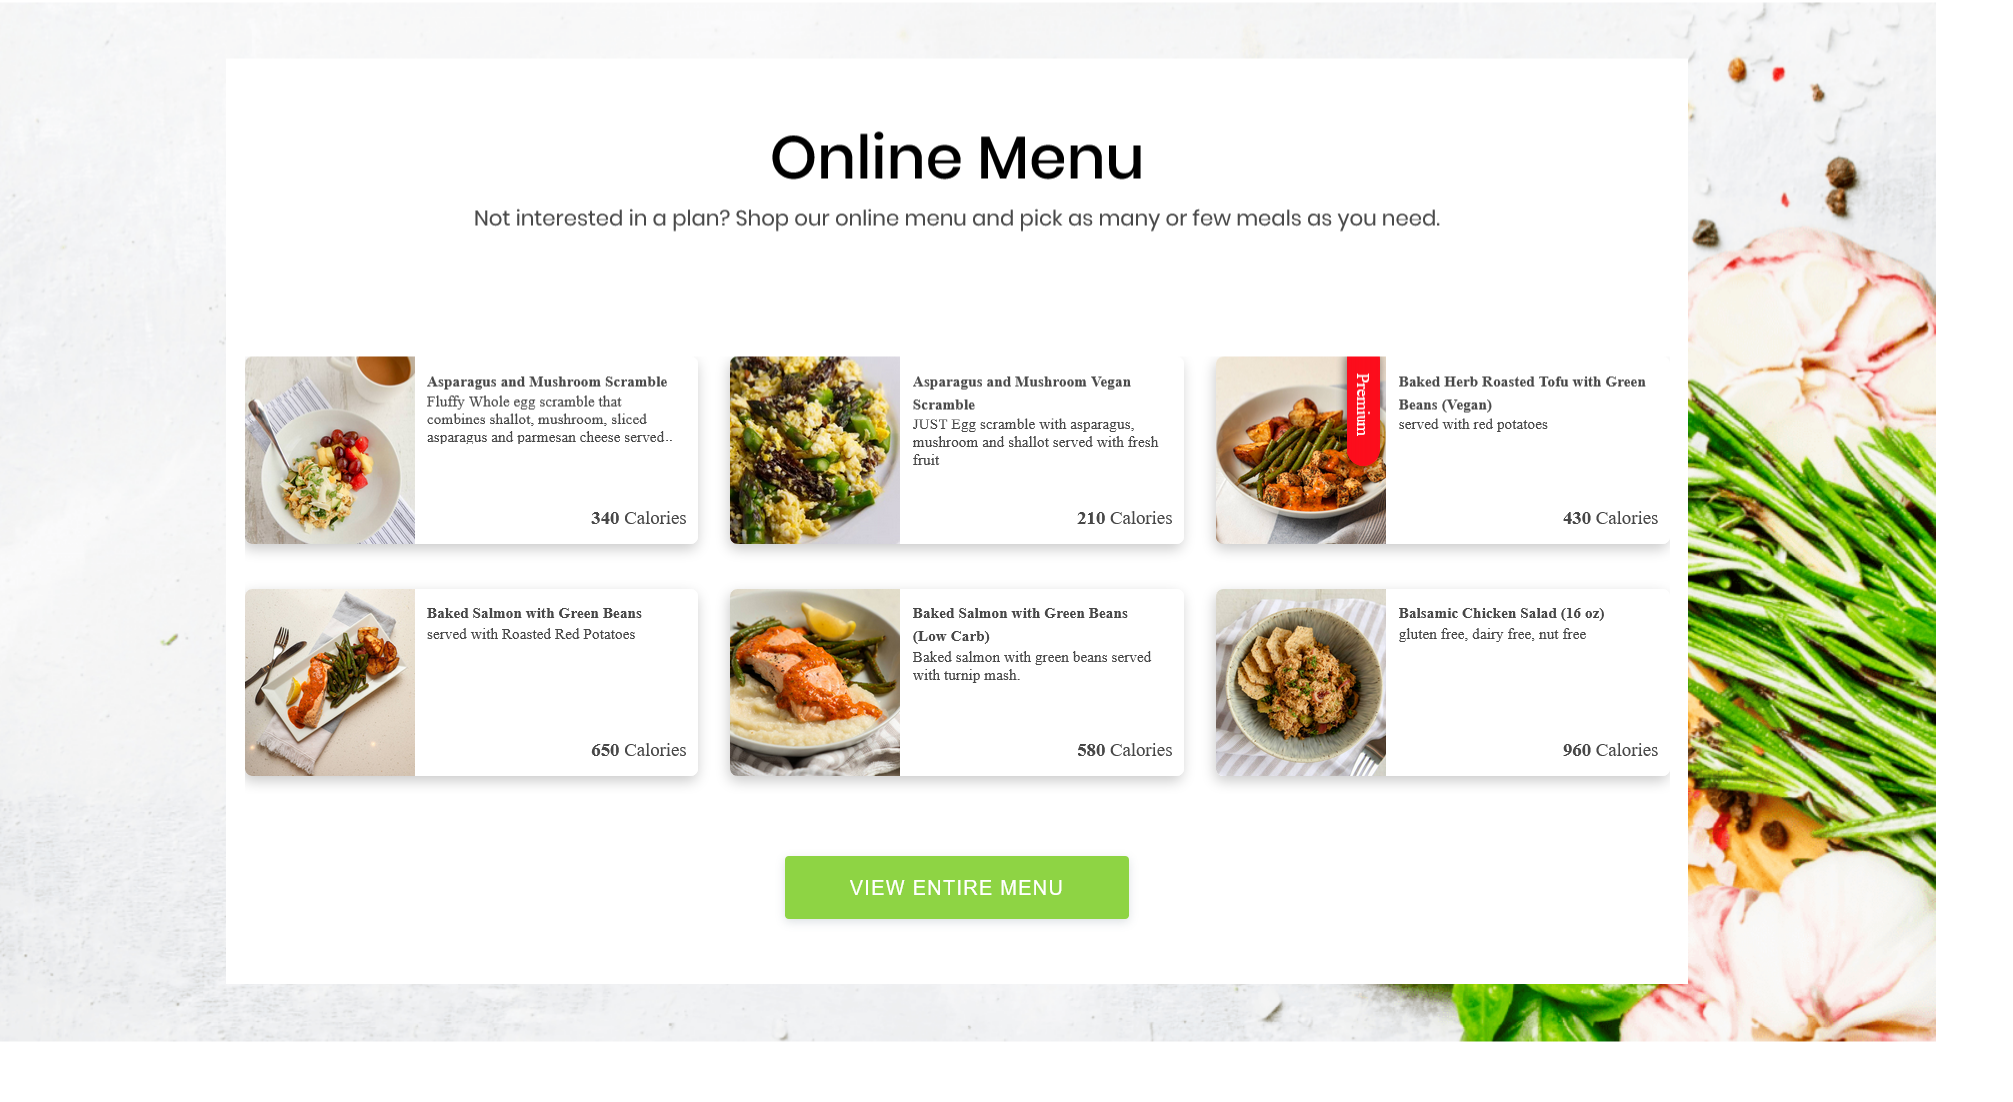 Online Menu
Not interested in a plan? Shop our online menu and pick as many or few meals as you need.
Asparagus and Mushroom Scramble
Fluffy Whole egg scramble that
combines shallot, mushroom, sliced
asparagus and parmesan cheese served..
340 Calories
Asparagus and Mushroom Vegan
Scramble
JUST Egg scramble with asparagus,
mushroom and shallot served with fresh
fruit
210 Calories
Premium
Baked Herb Roasted Tofu with Green
Beans (Vegan)
served with red potatoes
430 Calories
Baked Salmon with Green Beans
served with Roasted Red Potatoes
650 Calories
Baked Salmon with Green Beans
(Low Carb)
Baked salmon with green beans served
with turnip mash.
580 Calories
Balsamic Chicken Salad (16 oz)
gluten free, dairy free, nut free
960 Calories
VIEW ENTIRE MENU